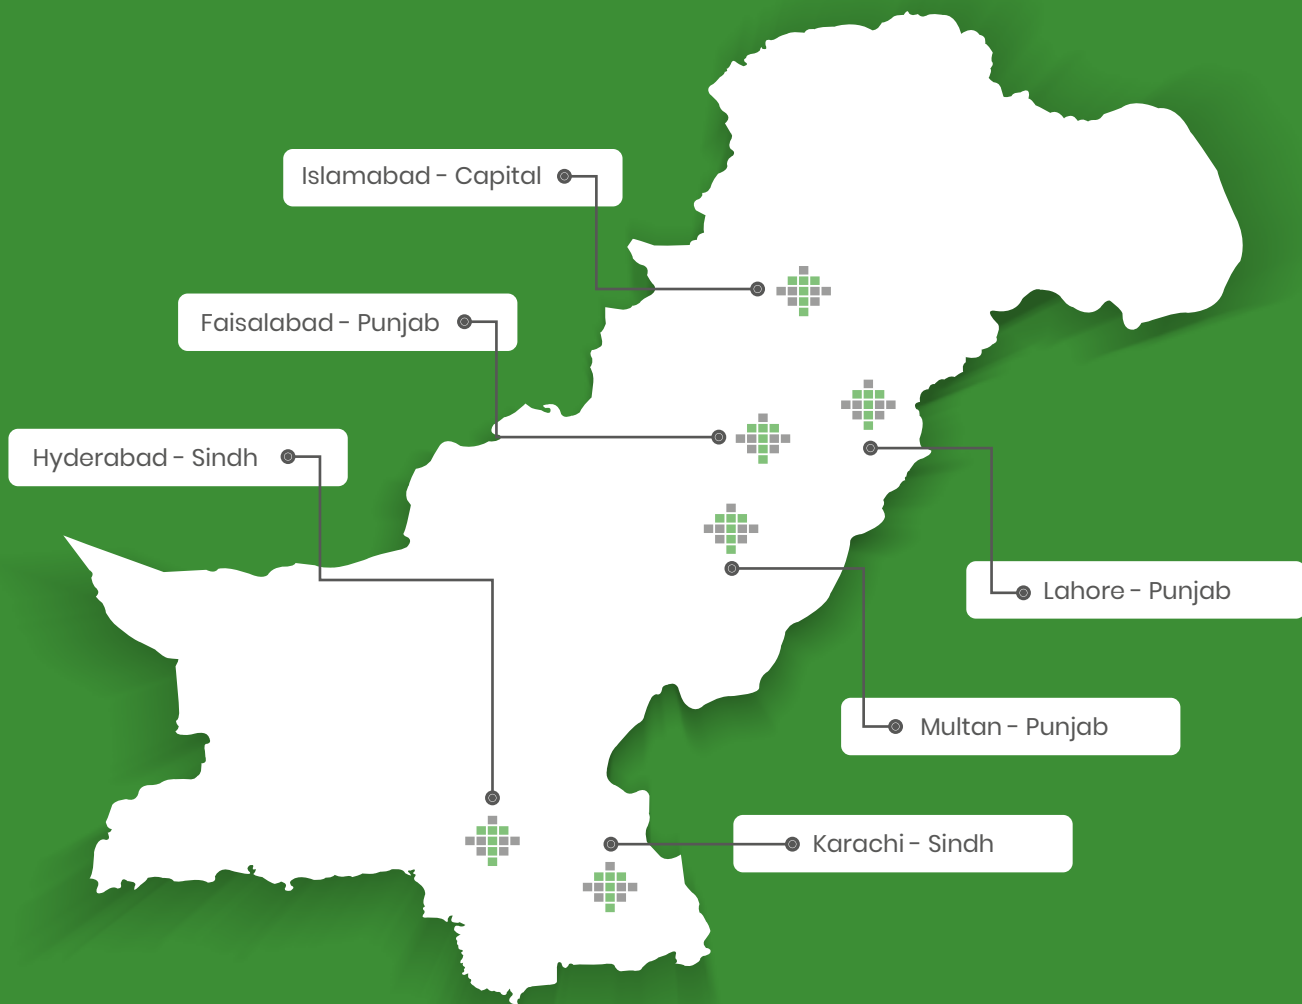 Islamabad - Capital
Faisalabad - Punjab
Hyderabad - Sindh
Lahore - Punjab
Multan - Punjab
Karachi - Sindh